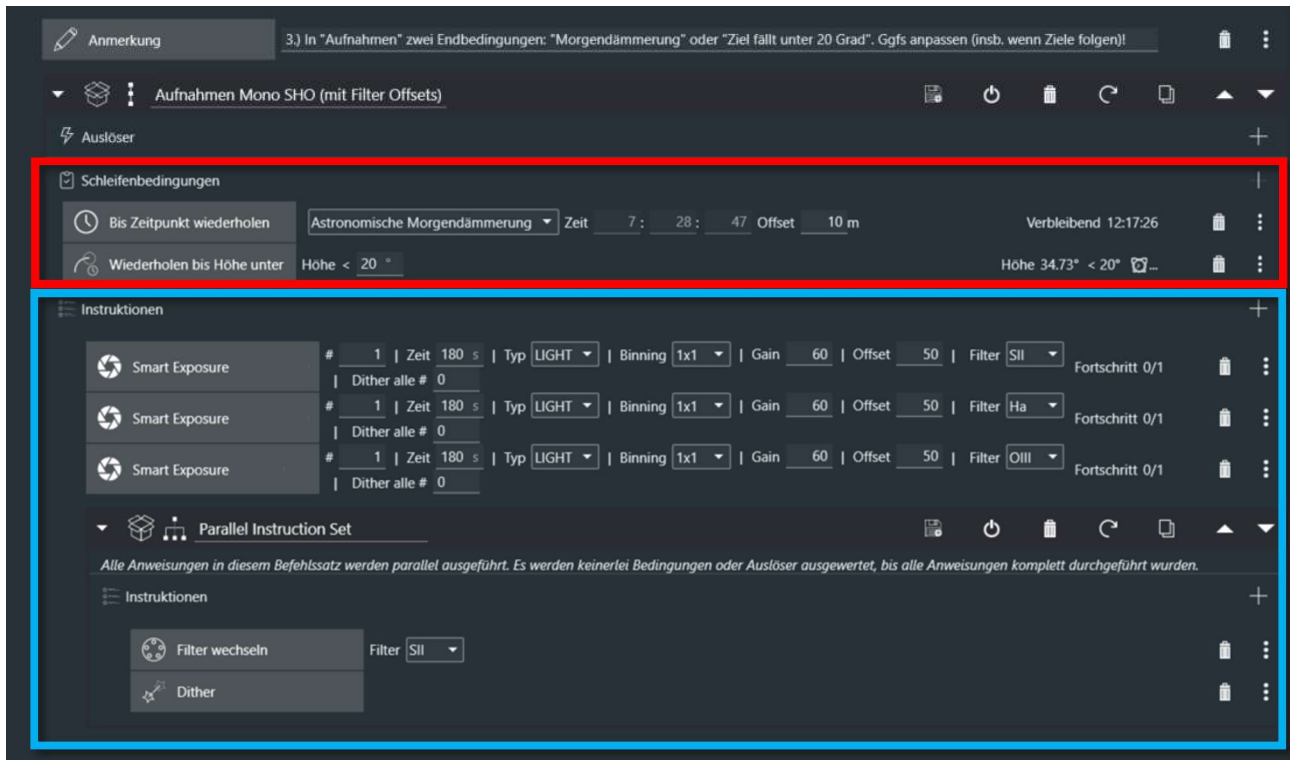 Anmerkung 3.) In "Aufnahmen" zwei Endbedingungen: "Morgendämmerung" oder "Ziel fällt unter 20 Grad". Ggfs anpassen (insb. wenn Ziele folgen)!
Aufnahmen Mono SHO (mit Filter Offsets)
Auslöser
Schleifenbedingungen
Bis Zeitpunkt wiederholen Astronomische Morgendämmerung Zeit 7: 28: 47 Offset 10 m Verbleibend 12:17:26
Wiederholen bis Höhe unter Höhe < 20 ° Höhe 34.73° < 20° ...
Instruktionen
Smart Exposure # 1 | Zeit 180 s | Typ LIGHT | Binning 1x1 | Gain 60 | Offset 50 | Filter SII Fortschritt 0/1
| Dither alle # 0
Smart Exposure # 1 | Zeit 180 s | Typ LIGHT | Binning 1x1 | Gain 60 | Offset 50 | Filter Ha Fortschritt 0/1
| Dither alle # 0
Smart Exposure # 1 | Zeit 180 s | Typ LIGHT | Binning 1x1 | Gain 60 | Offset 50 | Filter OIII Fortschritt 0/1
| Dither alle # 0
Parallel Instruction Set
Alle Anweisungen in diesem Befehlssatz werden parallel ausgeführt. Es werden keinerlei Bedingungen oder Auslöser ausgewertet, bis alle Anweisungen komplett durchgeführt wurden.
Instruktionen
Filter wechseln Filter SII
Dither